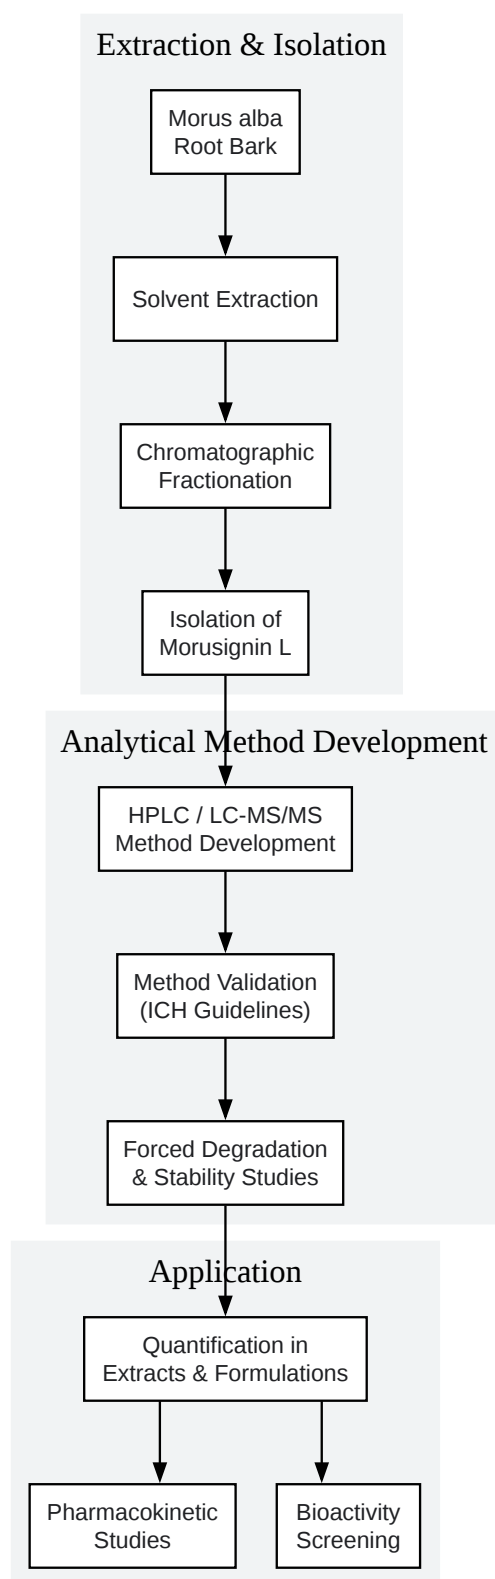 Extraction & Isolation
Morus alba
Root Bark
Solvent Extraction
Chromatographic
Fractionation
Isolation of
Morusignin L
Analytical Method Development
HPLC / LC-MS/MS
Method Development
Method Validation
(ICH Guidelines)
Forced Degradation
& Stability Studies
Application
Quantification in
Extracts & Formulations
Pharmacokinetic
Studies
Bioactivity
Screening